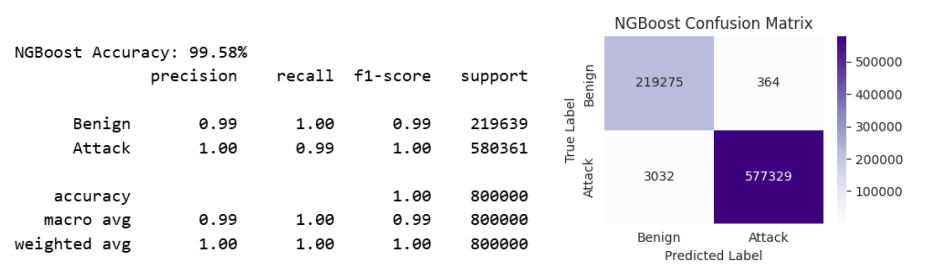 NGBoost Accuracy: 99.58%
precision recall f1-score support
Benign 0.99 1.00 0.99 219639
Attack 1.00 0.99 1.00 580361
accuracy 1.00 800000
macro avg 0.99 1.00 0.99 800000
weighted avg 1.00 1.00 1.00 800000
NGBoost Confusion Matrix
True Label
Benign
Attack
219275 364
3032 577329
Benign Attack
Predicted Label
500000
400000
300000
200000
100000